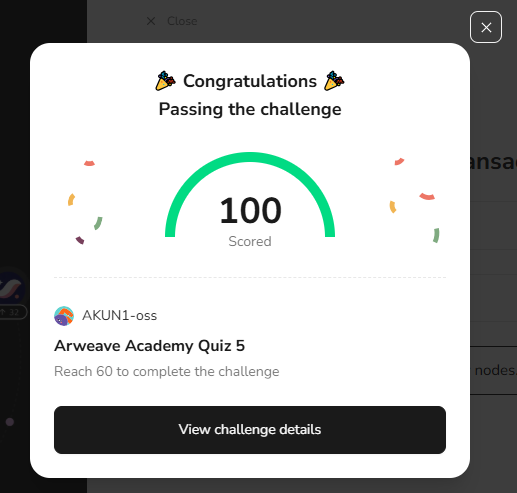 Close
Congratulations
Passing the challenge
100
Scored
AKUN1-oss
Arweave Academy Quiz 5
Reach 60 to complete the challenge
nodes
View challenge details